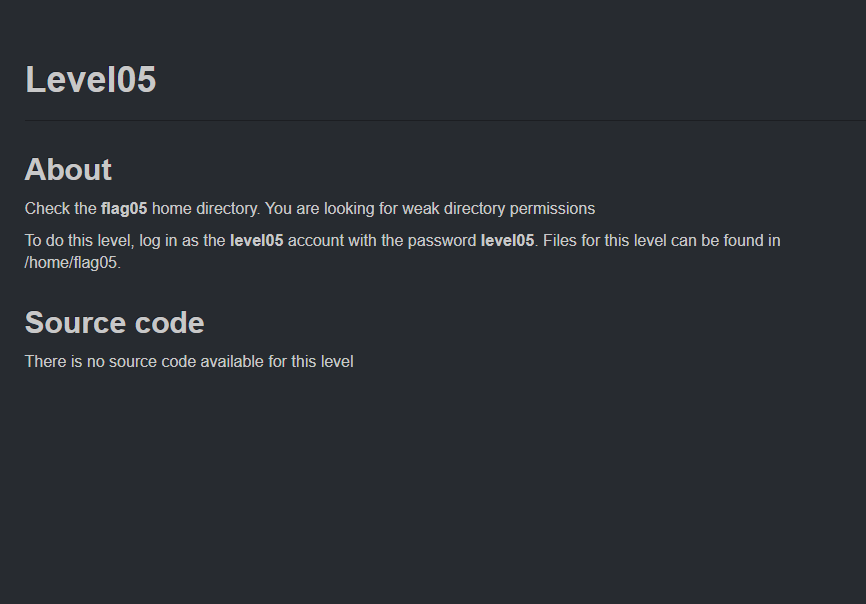 Level05
About
Check the flag05 home directory. You are looking for weak directory permissions
To do this level, log in as the level05 account with the password level05. Files for this level can be found in
/home/flag05.
Source code
There is no source code available for this level